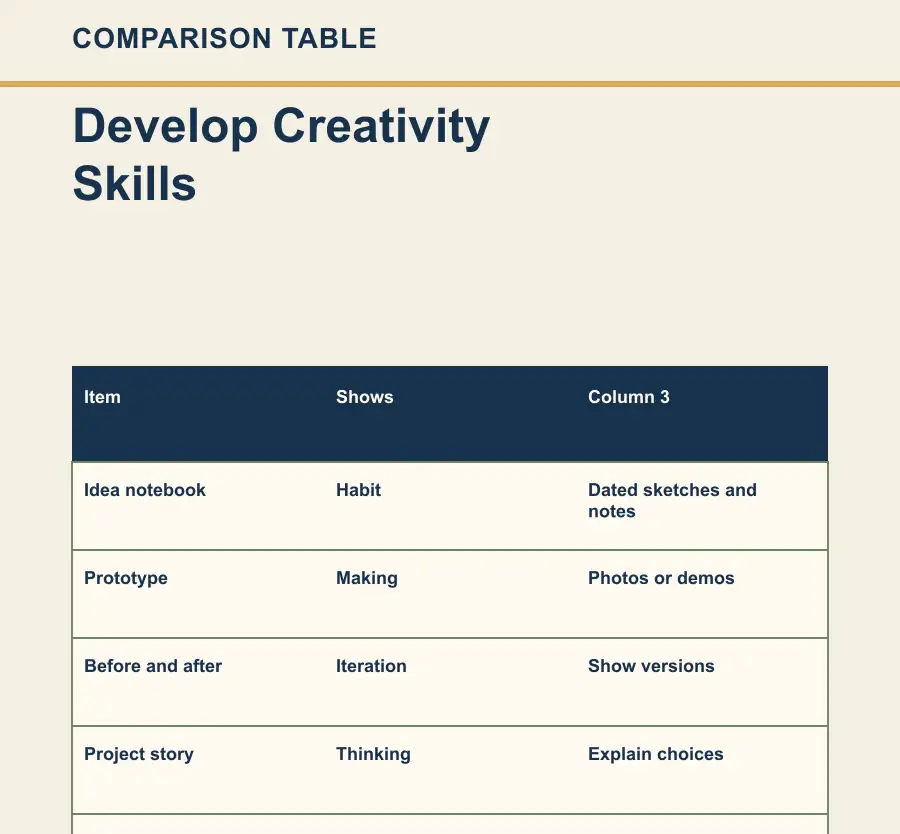 COMPARISON TABLE
Develop Creativity
Skills
Item Shows Column 3
Idea notebook Habit Dated sketches and
notes
Prototype Making Photos or demos
Before and after Iteration Show versions
Project story Thinking Explain choices